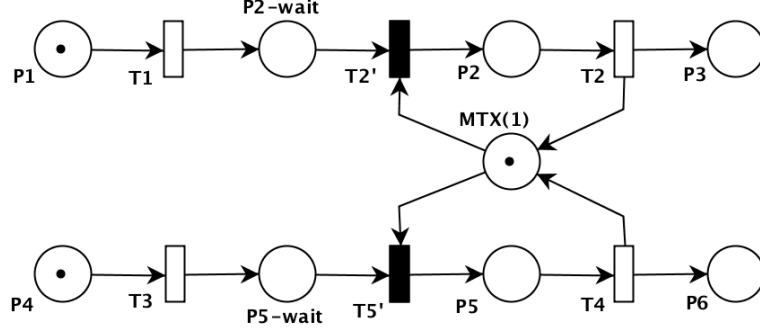 P2-wait
P1
T1
T2'
P2
T2
P3
MTX(1)
P4
T3
P5-wait
T5'
P5
T4
P6